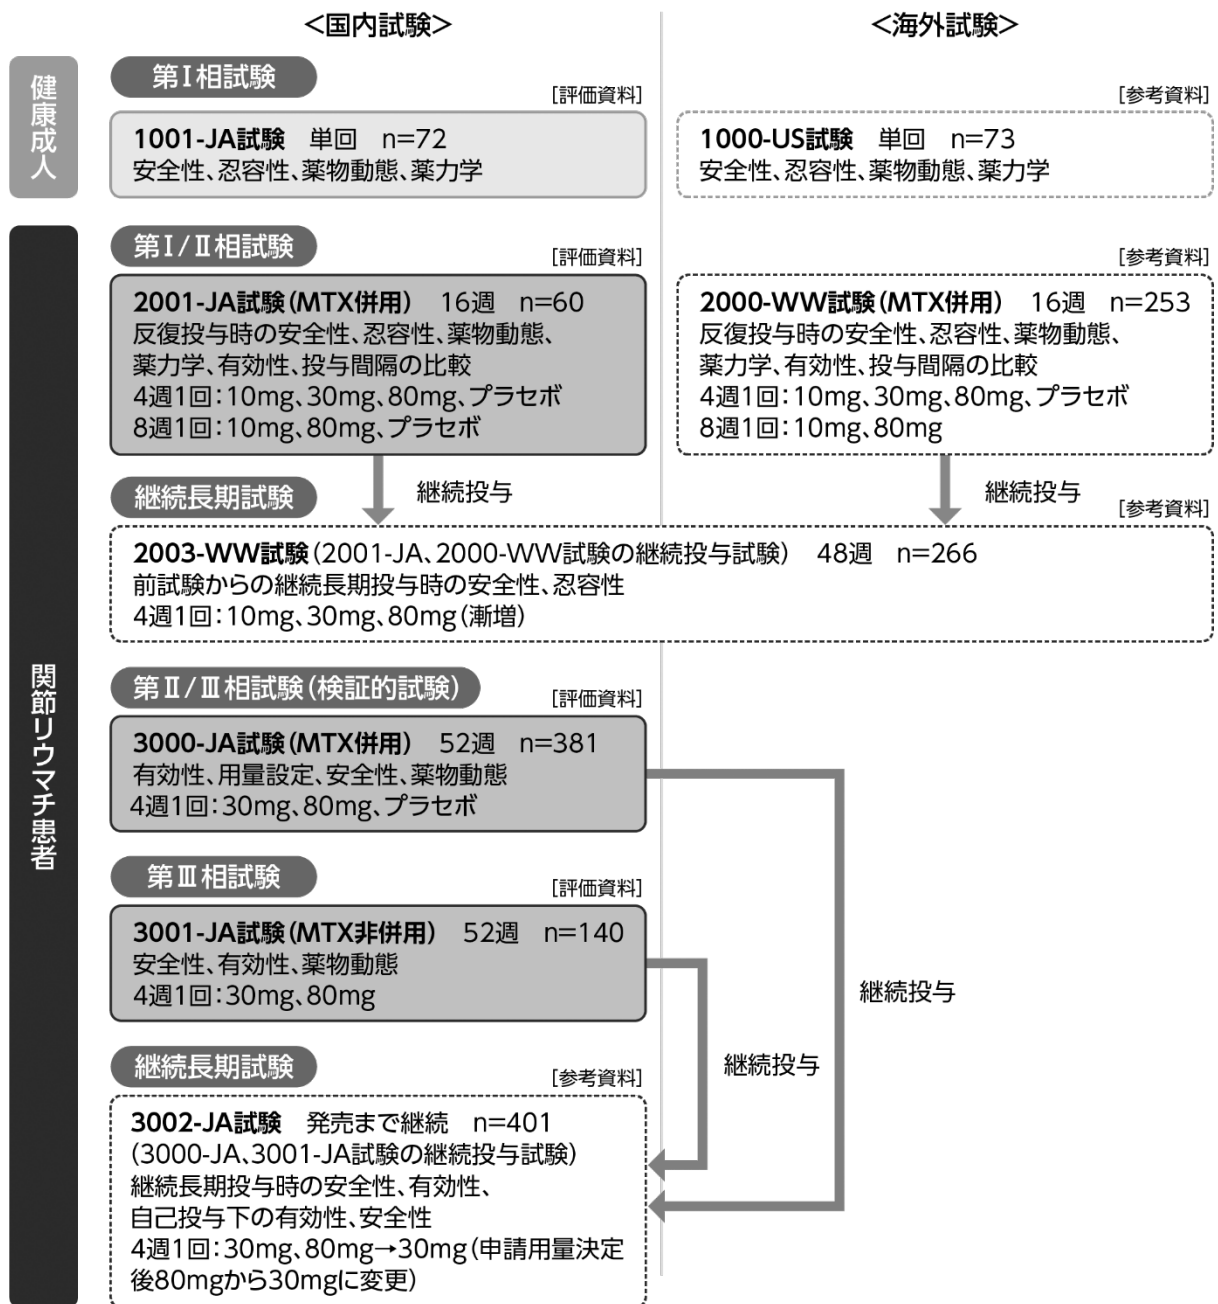 <国内試験>
<海外試験>
健康成人
第Ⅰ相試験
[評価資料]
1001-JA試験　単回　n=72
安全性、忍容性、薬物動態、薬力学
[参考資料]
1000-US試験　単回　n=73
安全性、忍容性、薬物動態、薬力学
関節リウマチ患者
第Ⅰ/Ⅱ相試験
[評価資料]
2001-JA試験(MTX併用)　16週　n=60
反復投与時の安全性、忍容性、薬物動態、
薬力学、有効性、投与間隔の比較
4週1回：10mg、30mg、80mg、プラセボ
8週1回：10mg、80mg、プラセボ
[参考資料]
2000-WW試験(MTX併用)　16週　n=253
反復投与時の安全性、忍容性、薬物動態、
薬力学、有効性、投与間隔の比較
4週1回：10mg、30mg、80mg、プラセボ
8週1回：10mg、80mg
継続投与
継続投与
継続長期試験
[参考資料]
2003-WW試験(2001-JA、2000-WW試験の継続投与試験)　48週　n=266
前試験からの継続長期投与時の安全性、忍容性
4週1回：10mg、30mg、80mg(漸増)
第Ⅱ/Ⅲ相試験(検証的試験)
[評価資料]
3000-JA試験(MTX併用)　52週　n=381
有効性、用量設定、安全性、薬物動態
4週1回：30mg、80mg、プラセボ
第Ⅲ相試験
[評価資料]
3001-JA試験(MTX非併用)　52週　n=140
安全性、有効性、薬物動態
4週1回：30mg、80mg
継続投与
継続投与
継続長期試験
[参考資料]
3002-JA試験　発売まで継続　n=401
(3000-JA、3001-JA試験の継続投与試験)
継続長期投与時の安全性、有効性、
自己投与下の有効性、安全性
4週1回：30mg、80mg→30mg(申請用量決定
後80mgから30mgに変更)